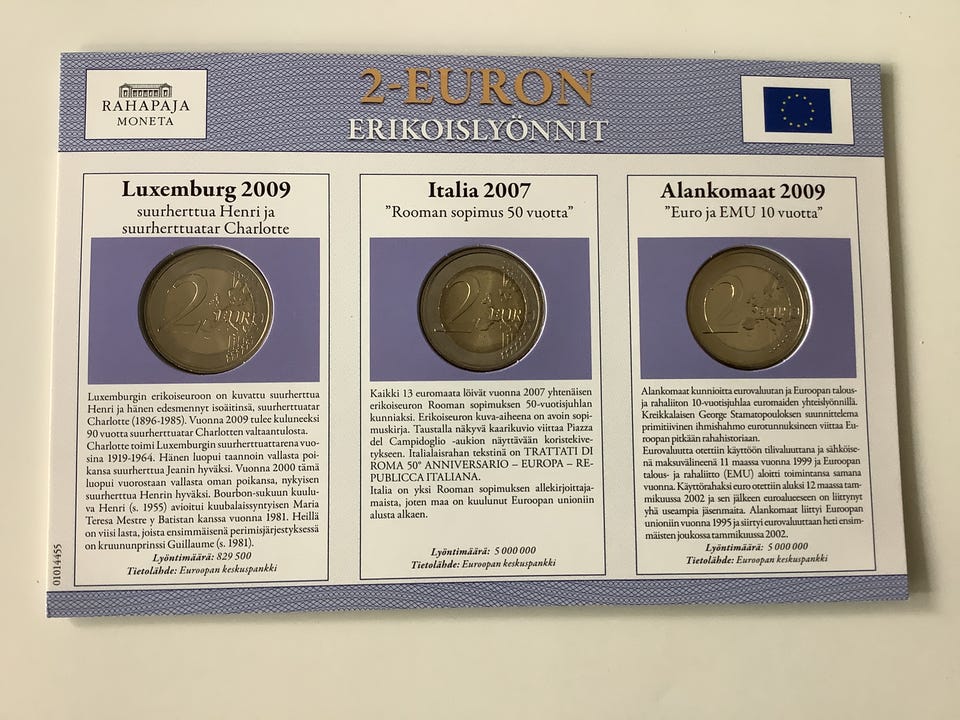 RAHAPAJA
MONETA
2-EURON
ERIKOISLYÖNNIT
Luxemburg 2009
suurherttua Henri ja
suurherttuatar Charlotte
2 EURO
Luxemburgin erikoiseuroon on kuvattu suurherttua
Henri ja hänen edesmennyt isoäitinsä, suurherttuatar
Charlotte (1896-1985). Vuonna 2009 tulee kuluneeksi
90 vuotta suurherttuatar Charlotten valtaantulosta.
Charlotte toimi Luxemburgin suurherttuattarena vuo-
sina 1919-1964. Hänen luopui taannoin vallasta poi-
kansa suurherttua Jeanin hyväksi. Vuonna 2000 tämä
luopui vuorostaan vallasta oman poikansa, nykyisen
suurherttua Henrin hyväksi. Bourbon-sukuun kuulu-
va Henri (s. 1955) avioitui kuubalaissyntyisen Maria
Teresa Mestre y Batistan kanssa vuonna 1981. Heillä
on viisi lasta, joista ensimmäisenä perimisjärjestyksessä
on kruununprinssi Guillaume (s. 1981).
Lyöntimäärä: 829 500
Tietolähde: Euroopan keskuspankki
Italia 2007
"Rooman sopimus 50 vuotta"
2 EURO
Kaikki 13 euromaata löivät vuonna 2007 yhtenäisen
erikoiseuron Rooman sopimuksen 50-vuotisjuhlan
kunniaksi. Erikoiseuron kuva-aiheena on avoin sopi-
muskirja. Taustalla näkyvä kaarikuvio viittaa Piazza
del Campidoglio -aukion näyttävään koristekive-
tykseen. Italialaisrahan tekstinä on TRATTATI DI
ROMA 50° ANNIVERSARIO – EUROPA – RE-
PUBLICCA ITALIANA.
Italia on yksi Rooman sopimuksen allekirjoittaja-
maista, joten maa on kuulunut Euroopan unioniin
alusta alkaen.
Lyöntimäärä: 5 000 000
Tietolähde: Euroopan keskuspankki
Alankomaat 2009
"Euro ja EMU 10 vuotta"
2 EURO
Alankomaat kunnioitta eurovaluutan ja Euroopan talous-
ja rahaliiton 10-vuotisjuhlaa euromaiden yhteislyönnillä.
Kreikkalaisen George Stamatopouloksen suunnittelema
primitiivinen ihmishahmo eurotunnuksineen viittaa Eu-
roopan pitkään rahahistoriaan.
Eurovaluutta otettiin käyttöön tilivaluuttana ja sähköise-
nä maksuvälineenä 11 maassa vuonna 1999 ja Euroopan
talous- ja rahaliitto (EMU) aloitti toimintansa samana
vuonna. Käyttörahaksi euro otettiin aluksi 12 maassa tam-
mikuussa 2002 ja sen jälkeen euroalueeseen on liittynyt
yhä useampia jäsenmaita. Alankomaat liittyi Euroopan
unioniin vuonna 1995 ja siirtyi eurovaluuttaan heti ensim-
mäisten joukossa tammikuussa 2002.
Lyöntimäärä: 5 000 000
Tietolähde: Euroopan keskuspankki
01014455